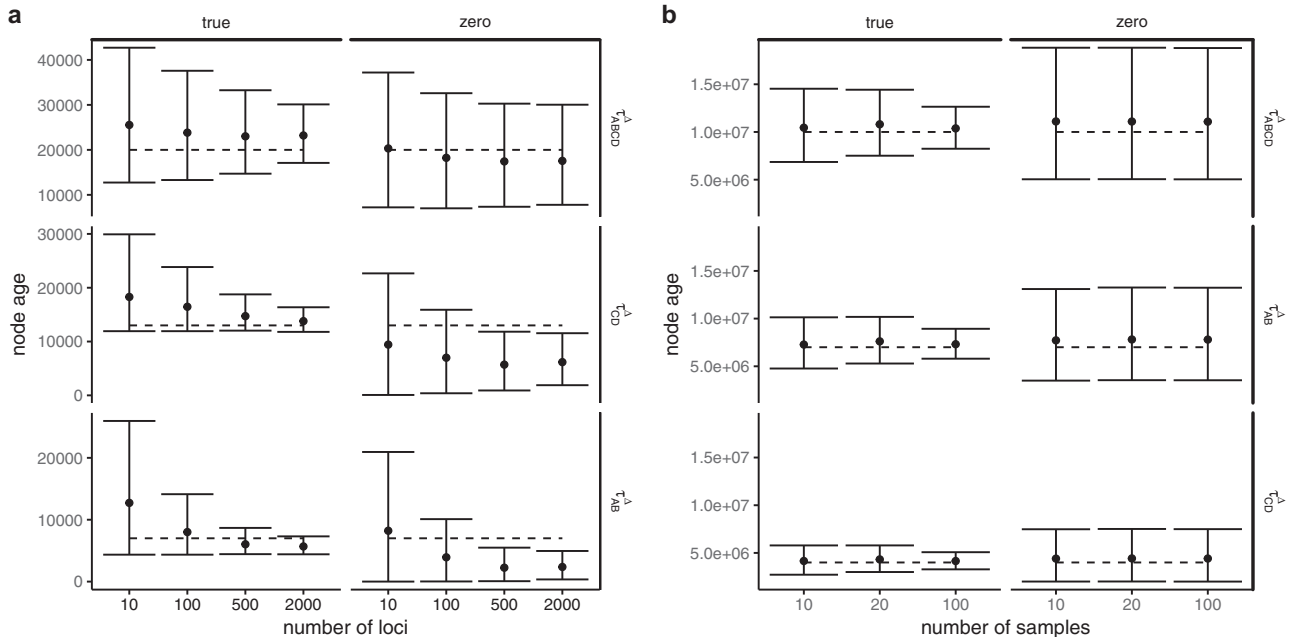 a
true
zero
40000
30000
20000
10000
τ^Δ_ABCD
30000
20000
10000
0
τ^Δ_CD
20000
10000
0
τ^Δ_AB
node age
10
100
500
2000
10
100
500
2000
number of loci
b
true
zero
1.5e+07
1.0e+07
5.0e+06
τ^Δ_ABCD
1.5e+07
1.0e+07
5.0e+06
τ^Δ_AB
1.5e+07
1.0e+07
5.0e+06
τ^Δ_CD
node age
10
20
100
10
20
100
number of samples